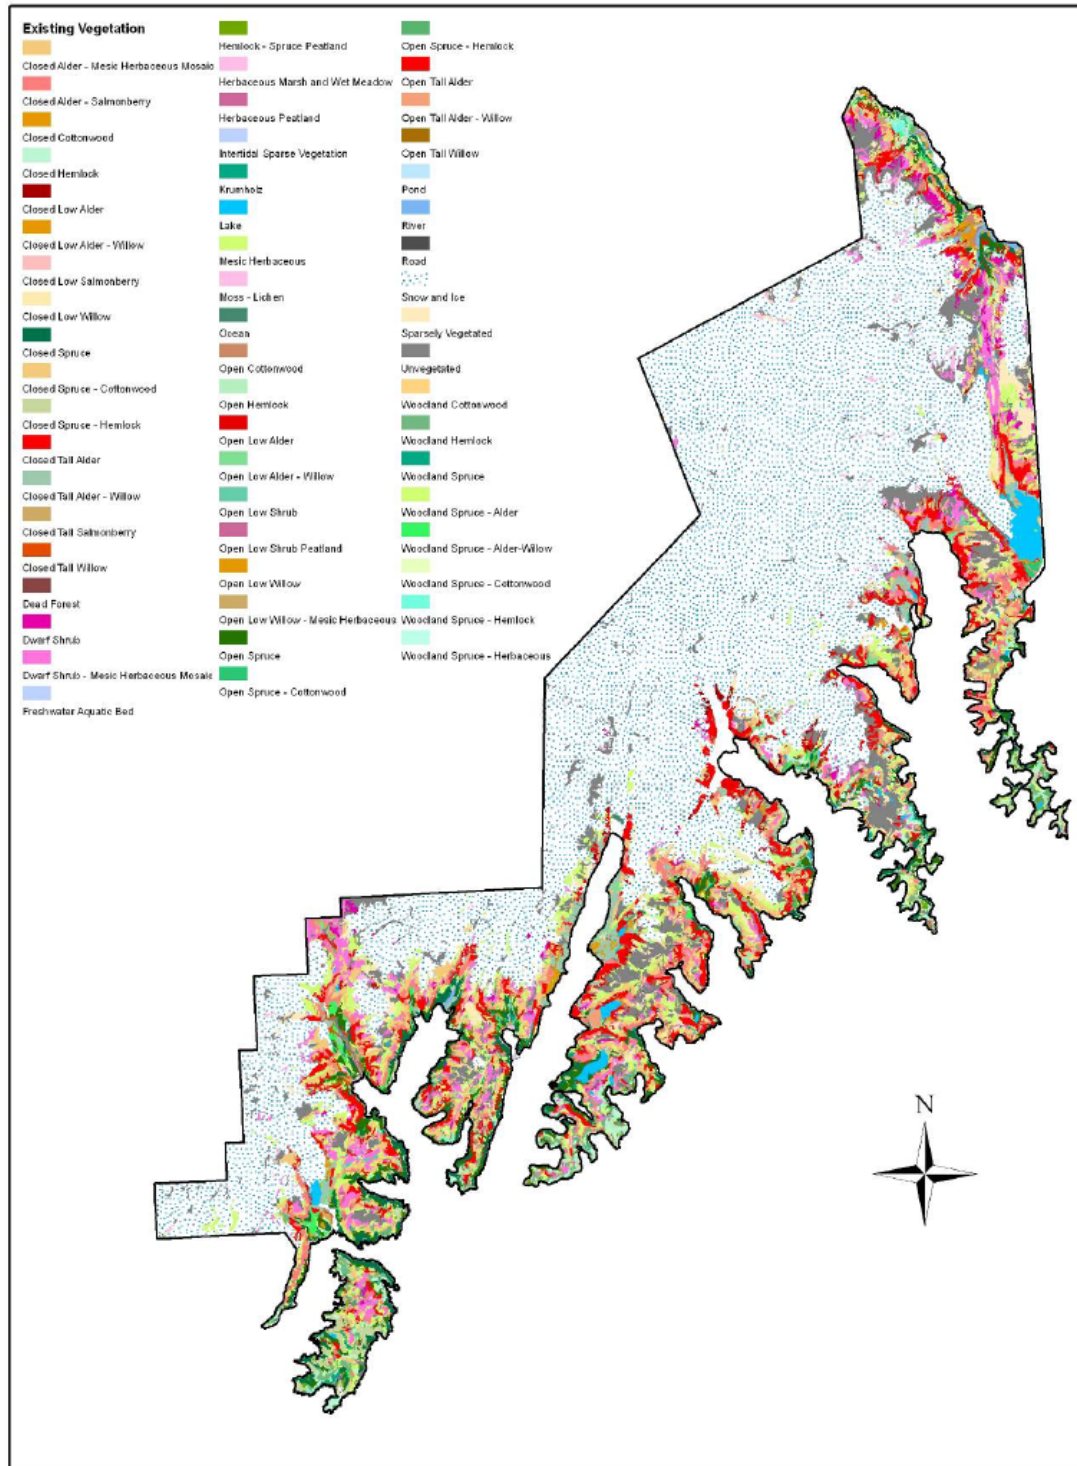 Existing Vegetation
Closed Alder - Mesic Herbaceous Mosaic
Closed Alder - Salmonberry
Closed Cottonwood
Closed Hemlock
Closed Low Alder
Closed Low Alder - Willow
Closed Low Salmonberry
Closed Low Willow
Closed Spruce
Closed Spruce - Cottonwood
Closed Spruce - Hemlock
Closed Tall Alder
Closed Tall Alder - Willow
Closed Tall Salmonberry
Closed Tall Willow
Dead Forest
Dwarf Shrub
Dwarf Shrub - Mesic Herbaceous Mosaic
Freshwater Aquatic Bed
Hemlock - Spruce Peatland
Herbaceous Marsh and Wet Meadow
Herbaceous Peatland
Intertidal Sparse Vegetation
Krumholz
Lake
Mesic Herbaceous
Moss - Lichen
Ocean
Open Cottonwood
Open Hemlock
Open Low Alder
Open Low Alder - Willow
Open Low Shrub
Open Low Shrub Peatland
Open Low Willow
Open Low Willow - Mesic Herbaceous
Open Spruce
Open Spruce - Cottonwood
Open Spruce - Hemlock
Open Tall Alder
Open Tall Alder - Willow
Open Tall Willow
Pond
River
Road
Snow and Ice
Sparsely Vegetated
Unvegetated
Woodland Cottonwood
Woodland Hemlock
Woodland Spruce
Woodland Spruce - Alder
Woodland Spruce - Alder-Willow
Woodland Spruce - Cottonwood
Woodland Spruce - Hemlock
Woodland Spruce - Herbaceous
N